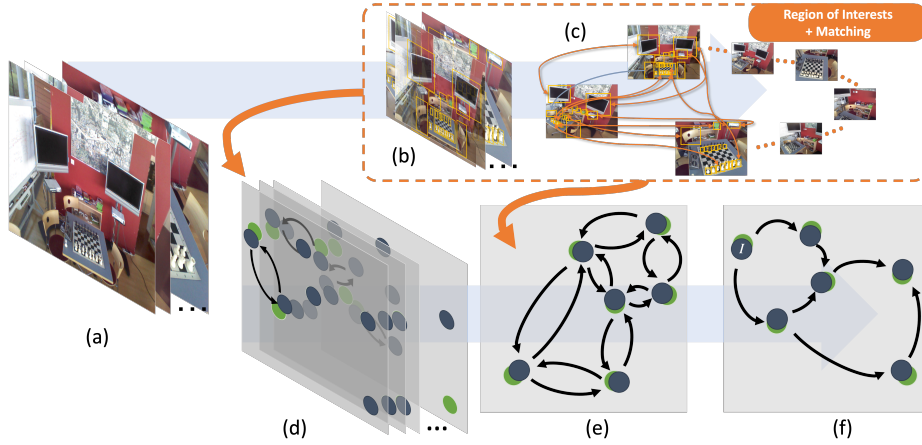 (c)
Region of Interests
+ Matching
(b)
...
(a)
...
I
(d)
...
(e)
(f)